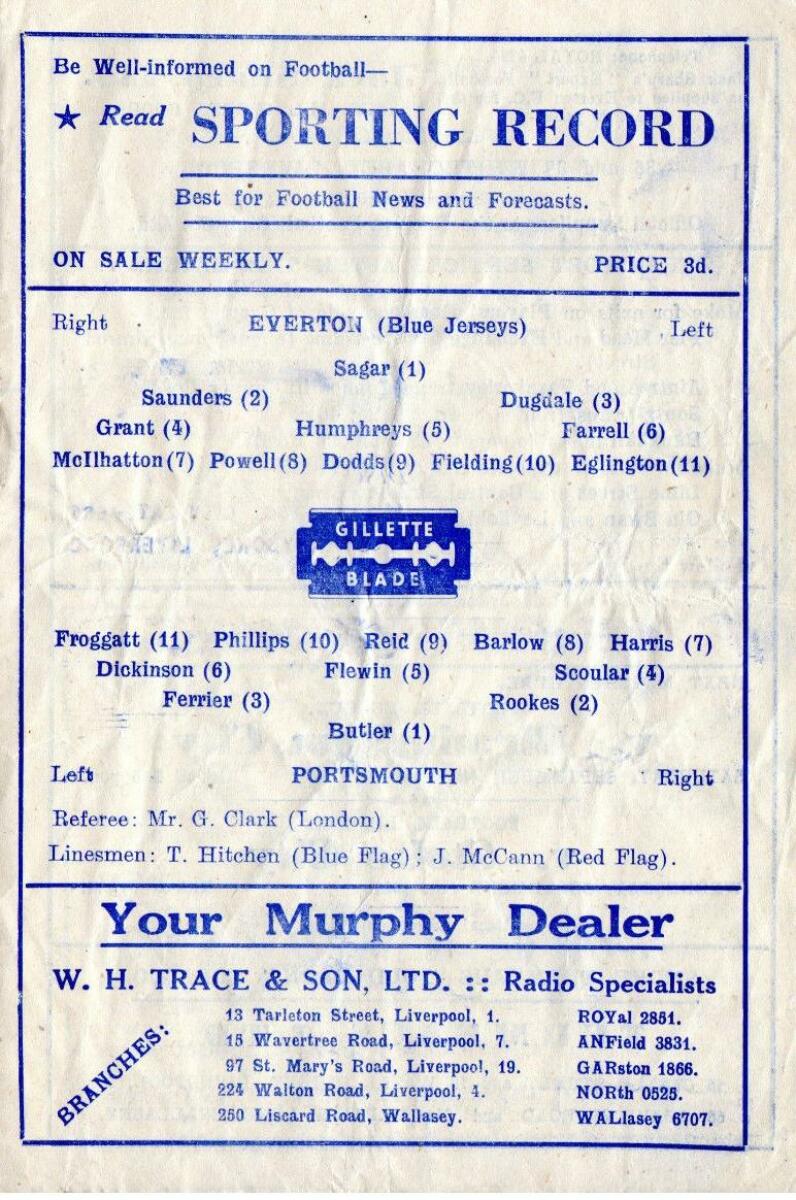 Be Well-informed on Football—
★ Read SPORTING RECORD
Best for Football News and Forecasts.
ON SALE WEEKLY. PRICE 3d.
Right EVERTON (Blue Jerseys) Left
Sagar (1)
Saunders (2) Dugdale (3)
Grant (4) Humphreys (5) Farrell (6)
McIlhatton (7) Powell (8) Dodds (9) Fielding (10) Eglington (11)
GILLETTE
BLADE
Froggatt (11) Phillips (10) Reid (9) Barlow (8) Harris (7)
Dickinson (6) Flewin (5) Scoular (4)
Ferrier (3) Rookes (2)
Butler (1)
Left PORTSMOUTH Right
Referee: Mr. G. Clark (London).
Linesmen: T. Hitchen (Blue Flag); J. McCann (Red Flag).
Your Murphy Dealer
W. H. TRACE & SON, LTD. :: Radio Specialists
BRANCHES:
13 Tarleton Street, Liverpool, 1. ROYal 2851.
15 Wavertree Road, Liverpool, 7. ANField 3831.
97 St. Mary's Road, Liverpool, 19. GARston 1866.
224 Walton Road, Liverpool, 4. NORth 0525.
250 Liscard Road, Wallasey. WALlasey 6707.